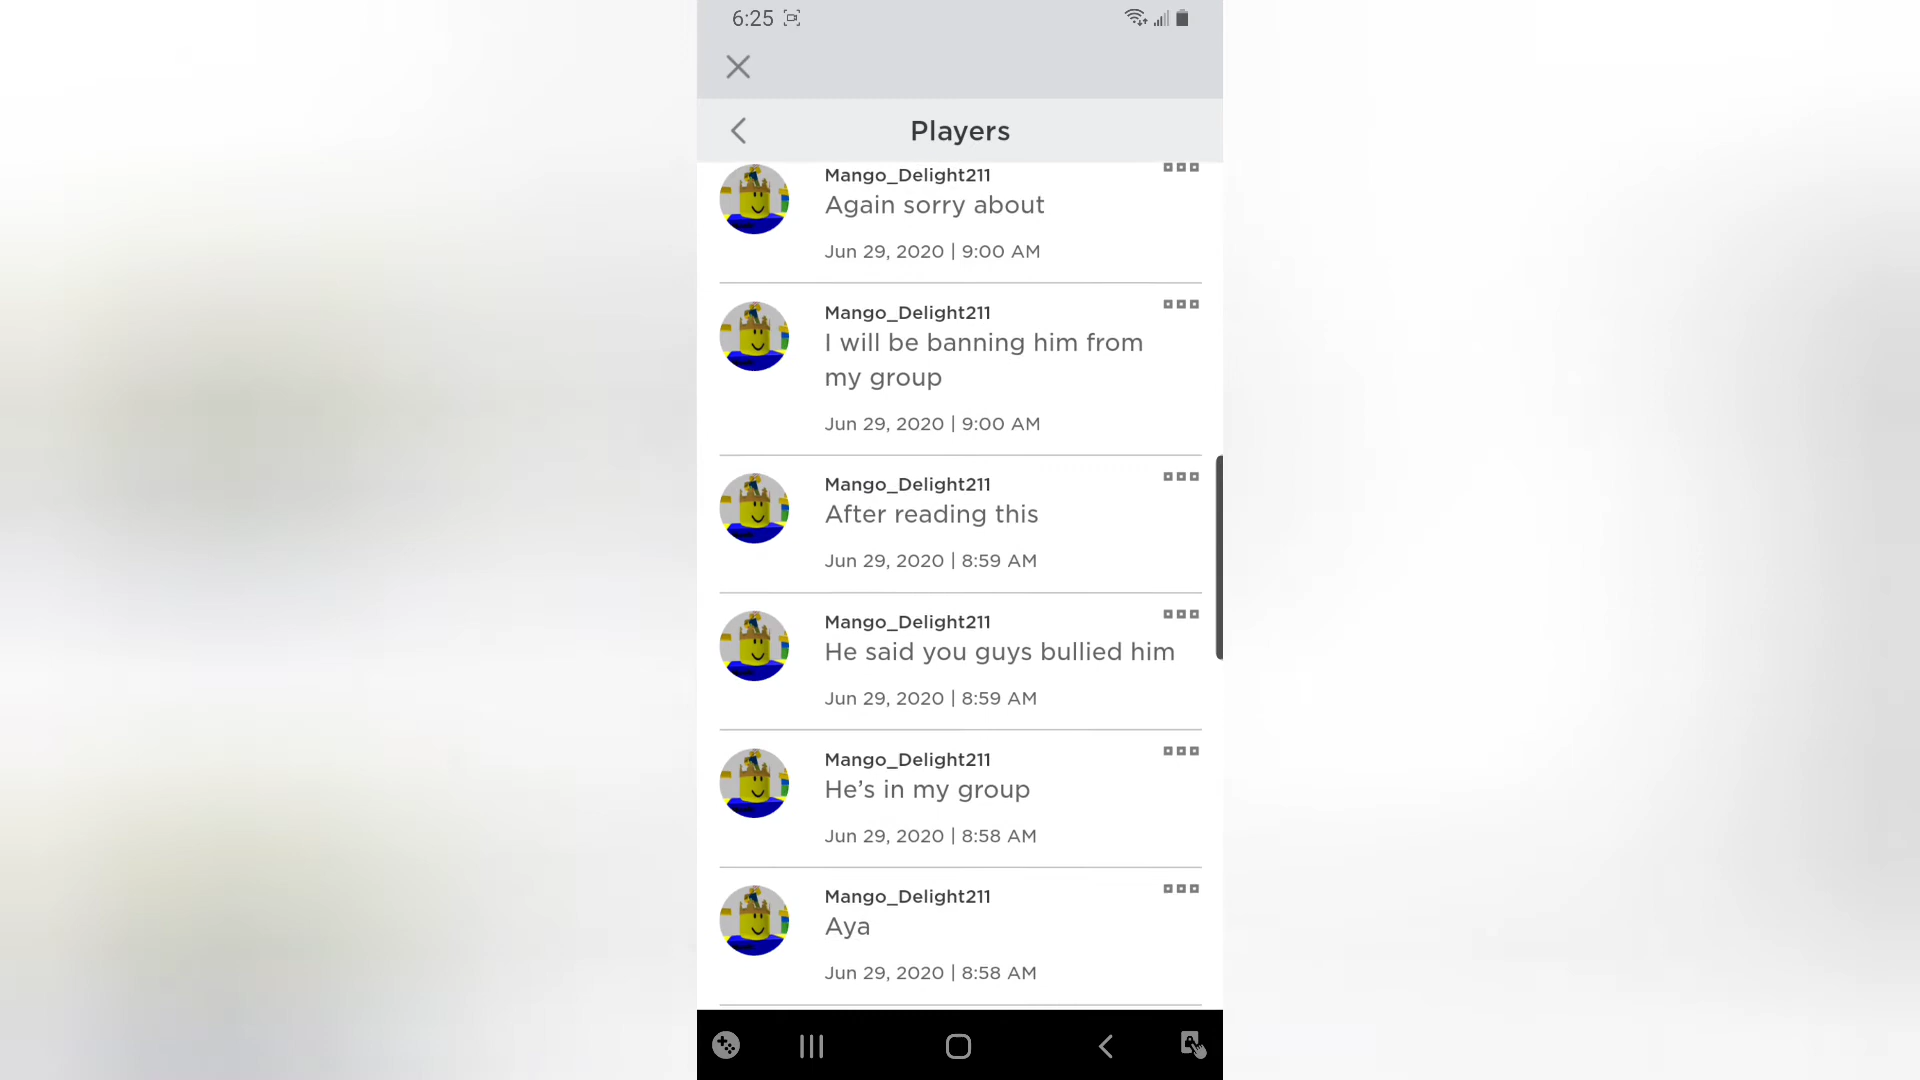 6:25
Players
Mango_Delight211
Again sorry about
Jun 29, 2020 | 9:00 AM
Mango_Delight211
I will be banning him from
my group
Jun 29, 2020 | 9:00 AM
Mango_Delight211
After reading this
Jun 29, 2020 | 8:59 AM
Mango_Delight211
He said you guys bullied him
Jun 29, 2020 | 8:59 AM
Mango_Delight211
He’s in my group
Jun 29, 2020 | 8:58 AM
Mango_Delight211
Aya
Jun 29, 2020 | 8:58 AM